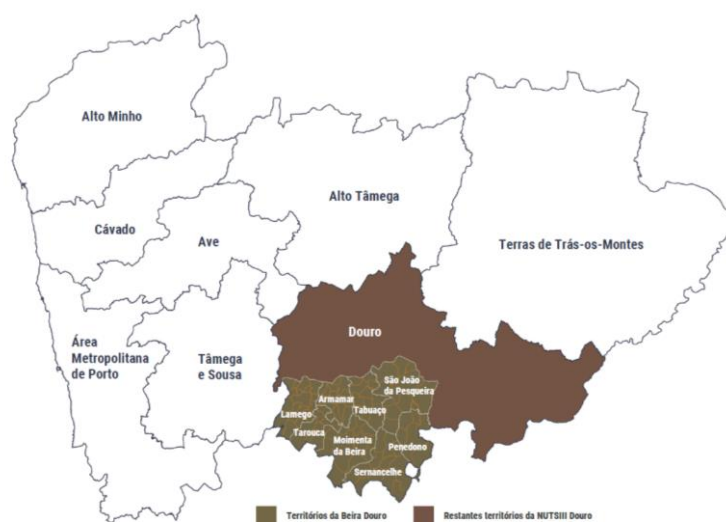 Alto Minho
Alto Tâmega
Cávado
Ave
Terras de Trás-os-Montes
Área
Metropolitana
de Porto
Tâmega
e Sousa
Douro
São João
da Pesqueira
Armamar
Tabuaço
Lamego
Tarouca
Moimenta
da Beira
Penedono
Sernancelhe
Territórios da Beira Douro
Restantes territórios da NUTSIII Douro